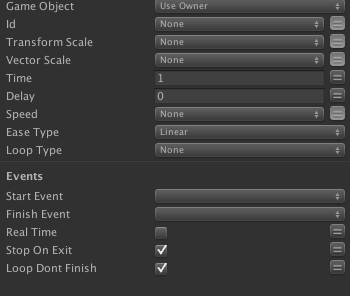 Game Object Use Owner
Id None
Transform Scale None
Vector Scale None
Time 1
Delay 0
Speed None
Ease Type Linear
Loop Type None
Events
Start Event
Finish Event
Real Time
Stop On Exit
Loop Dont Finish